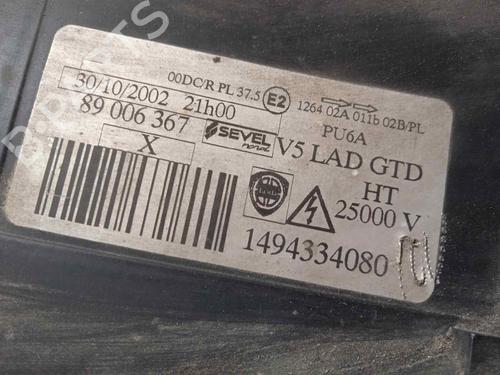 00DC/R PL 37.5 E2 1264 02A 011b 02B/PL
30/10/2002 21h00 PU6A
89 006 367 SEVEL nord V5 LAD GTD
X HT
25000 V
1494334080